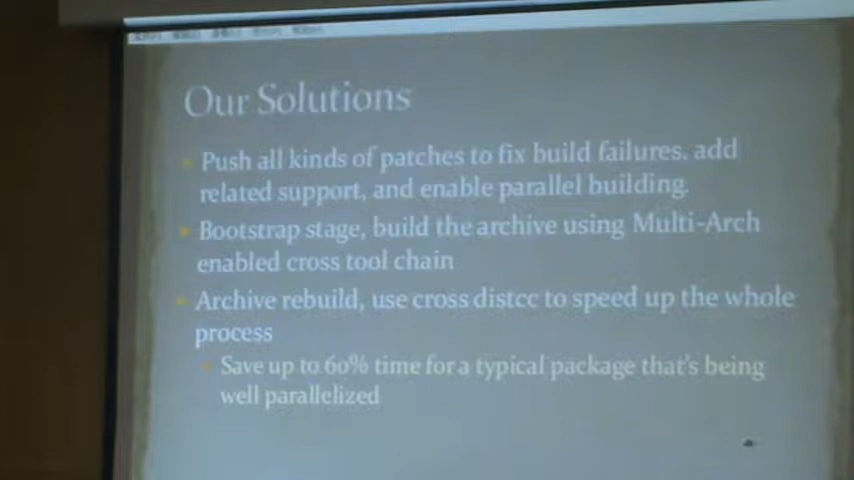 Our Solutions
Push all kinds of patches to fix build failures, add
related support, and enable parallel building.
Bootstrap stage, build the archive using Multi-Arch
enabled cross tool chain
Archive rebuild, use cross distcc to speed up the whole
process
Save up to 60% time for a typical package that's being
well parallelized